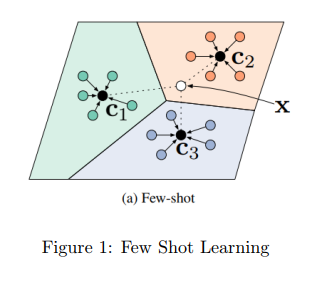 c2
x
c1
c3
(a) Few-shot
Figure 1: Few Shot Learning